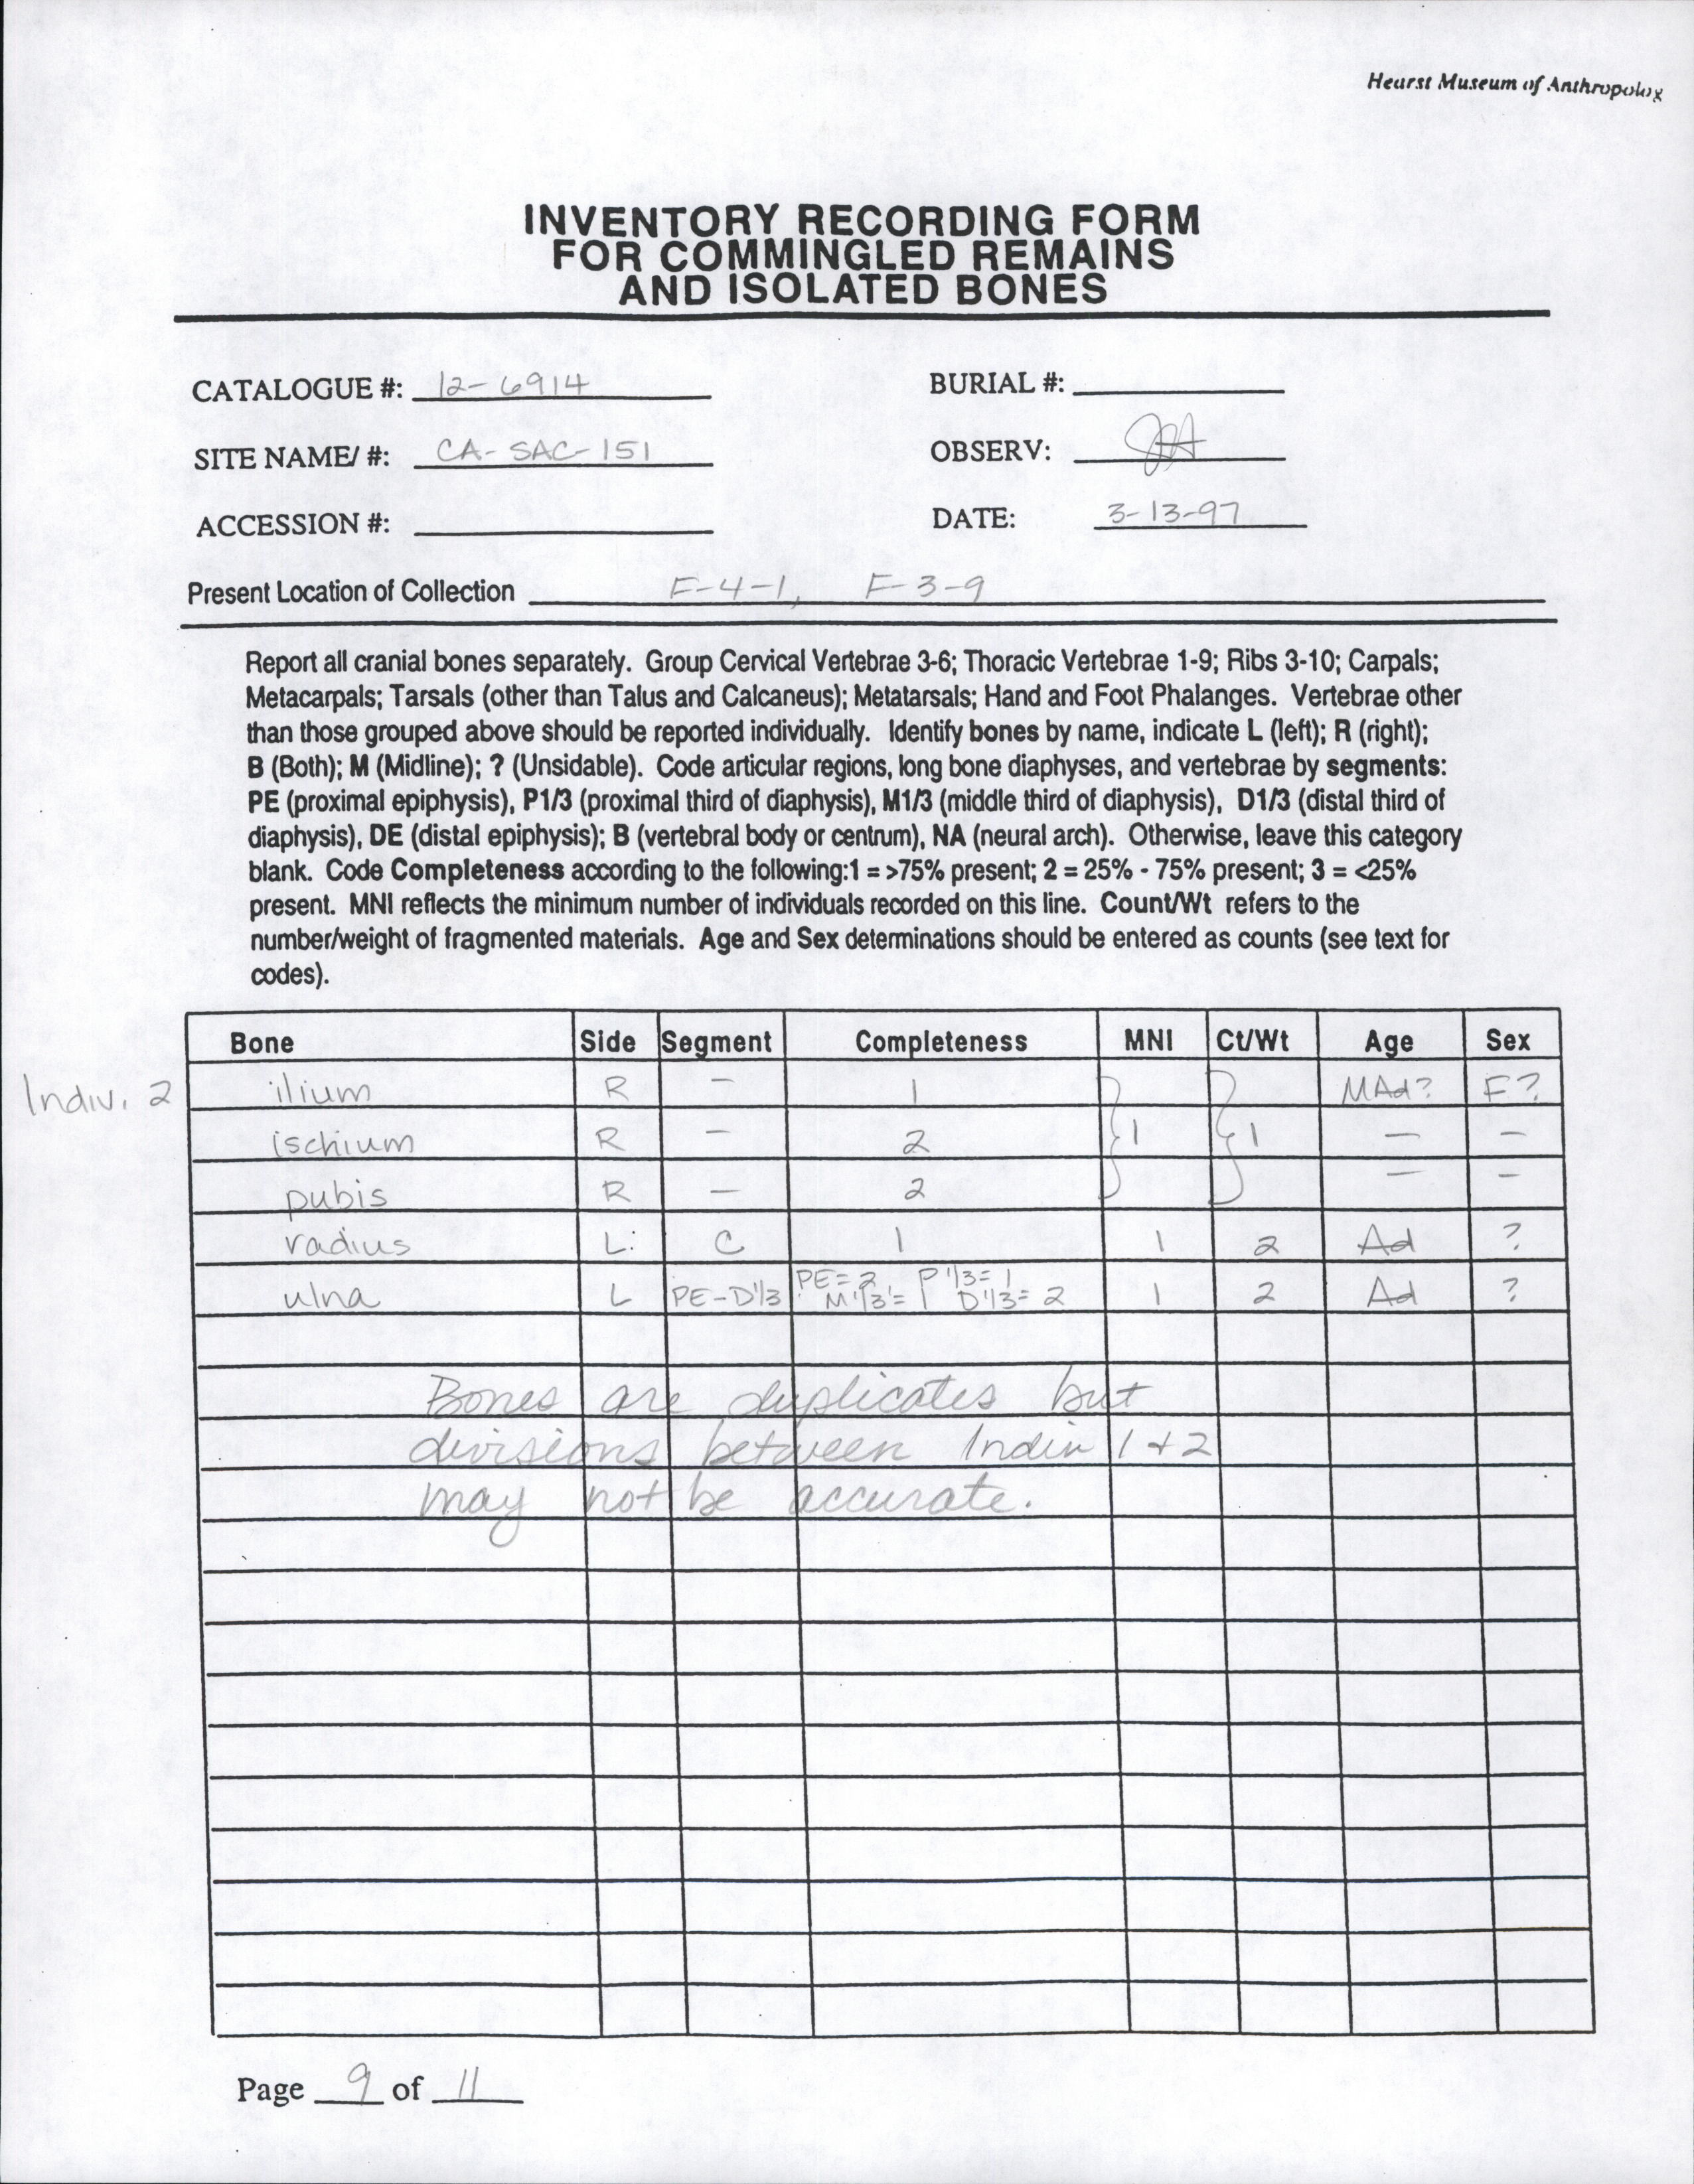 Hearst Museum of Anthropolog
INVENTORY RECORDING FORM
FOR COMMINGLED REMAINS
AND ISOLATED BONES
CATALOGUE #: 12-6914 BURIAL #:
SITE NAME/ #: CA-SAC-151 OBSERV:
ACCESSION #: DATE: 3-13-97
Present Location of Collection F-4-1, F-3-9
Report all cranial bones separately. Group Cervical Vertebrae 3-6; Thoracic Vertebrae 1-9; Ribs 3-10; Carpals;
Metacarpals; Tarsals (other than Talus and Calcaneus); Metatarsals; Hand and Foot Phalanges. Vertebrae other
than those grouped above should be reported individually. Identify bones by name, indicate L (left); R (right);
B (Both); M (Midline); ? (Unsidable). Code articular regions, long bone diaphyses, and vertebrae by segments:
PE (proximal epiphysis), P1/3 (proximal third of diaphysis), M1/3 (middle third of diaphysis), D1/3 (distal third of
diaphysis), DE (distal epiphysis); B (vertebral body or centrum), NA (neural arch). Otherwise, leave this category
blank. Code Completeness according to the following:1 = >75% present; 2 = 25% - 75% present; 3 = <25%
present. MNI reflects the minimum number of individuals recorded on this line. Count/Wt refers to the
number/weight of fragmented materials. Age and Sex determinations should be entered as counts (see text for
codes).
Bone Side Segment Completeness MNI Ct/Wt Age Sex
Indiv. 2 ilium R – 1 MAd? F?
ischium R – 2 1 1 – –
pubis R – 2 – –
radius L C 1 1 2 Ad ?
ulna L PE-D1/3 PE=2 P1/3=1 M1/3=1 D1/3=2 1 2 Ad ?
Bones are duplicates but
divisions between Indiv 1+2
may not be accurate.
Page 9 of 11